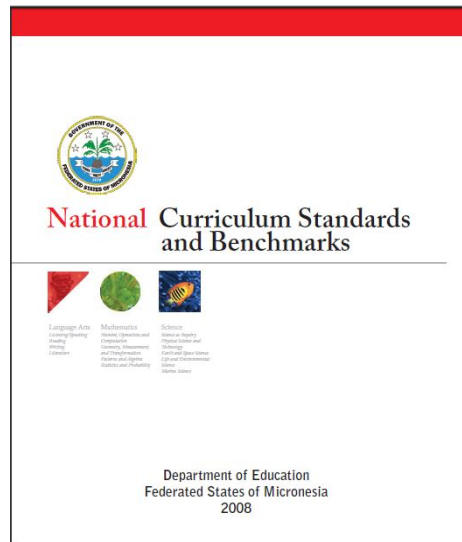 GOVERNMENT OF THE
FEDERATED STATES OF MICRONESIA
1979
National Curriculum Standards
and Benchmarks
Language Arts
Listening/Speaking
Reading
Writing
Literature
Mathematics
Number, Operations and
Computation
Geometry, Measurement,
and Transformation
Patterns and Algebra
Statistics and Probability
Science
Science as Inquiry
Physical Science and
Technology
Earth and Space Science
Life and Environmental
Science
Marine Science
Department of Education
Federated States of Micronesia
2008